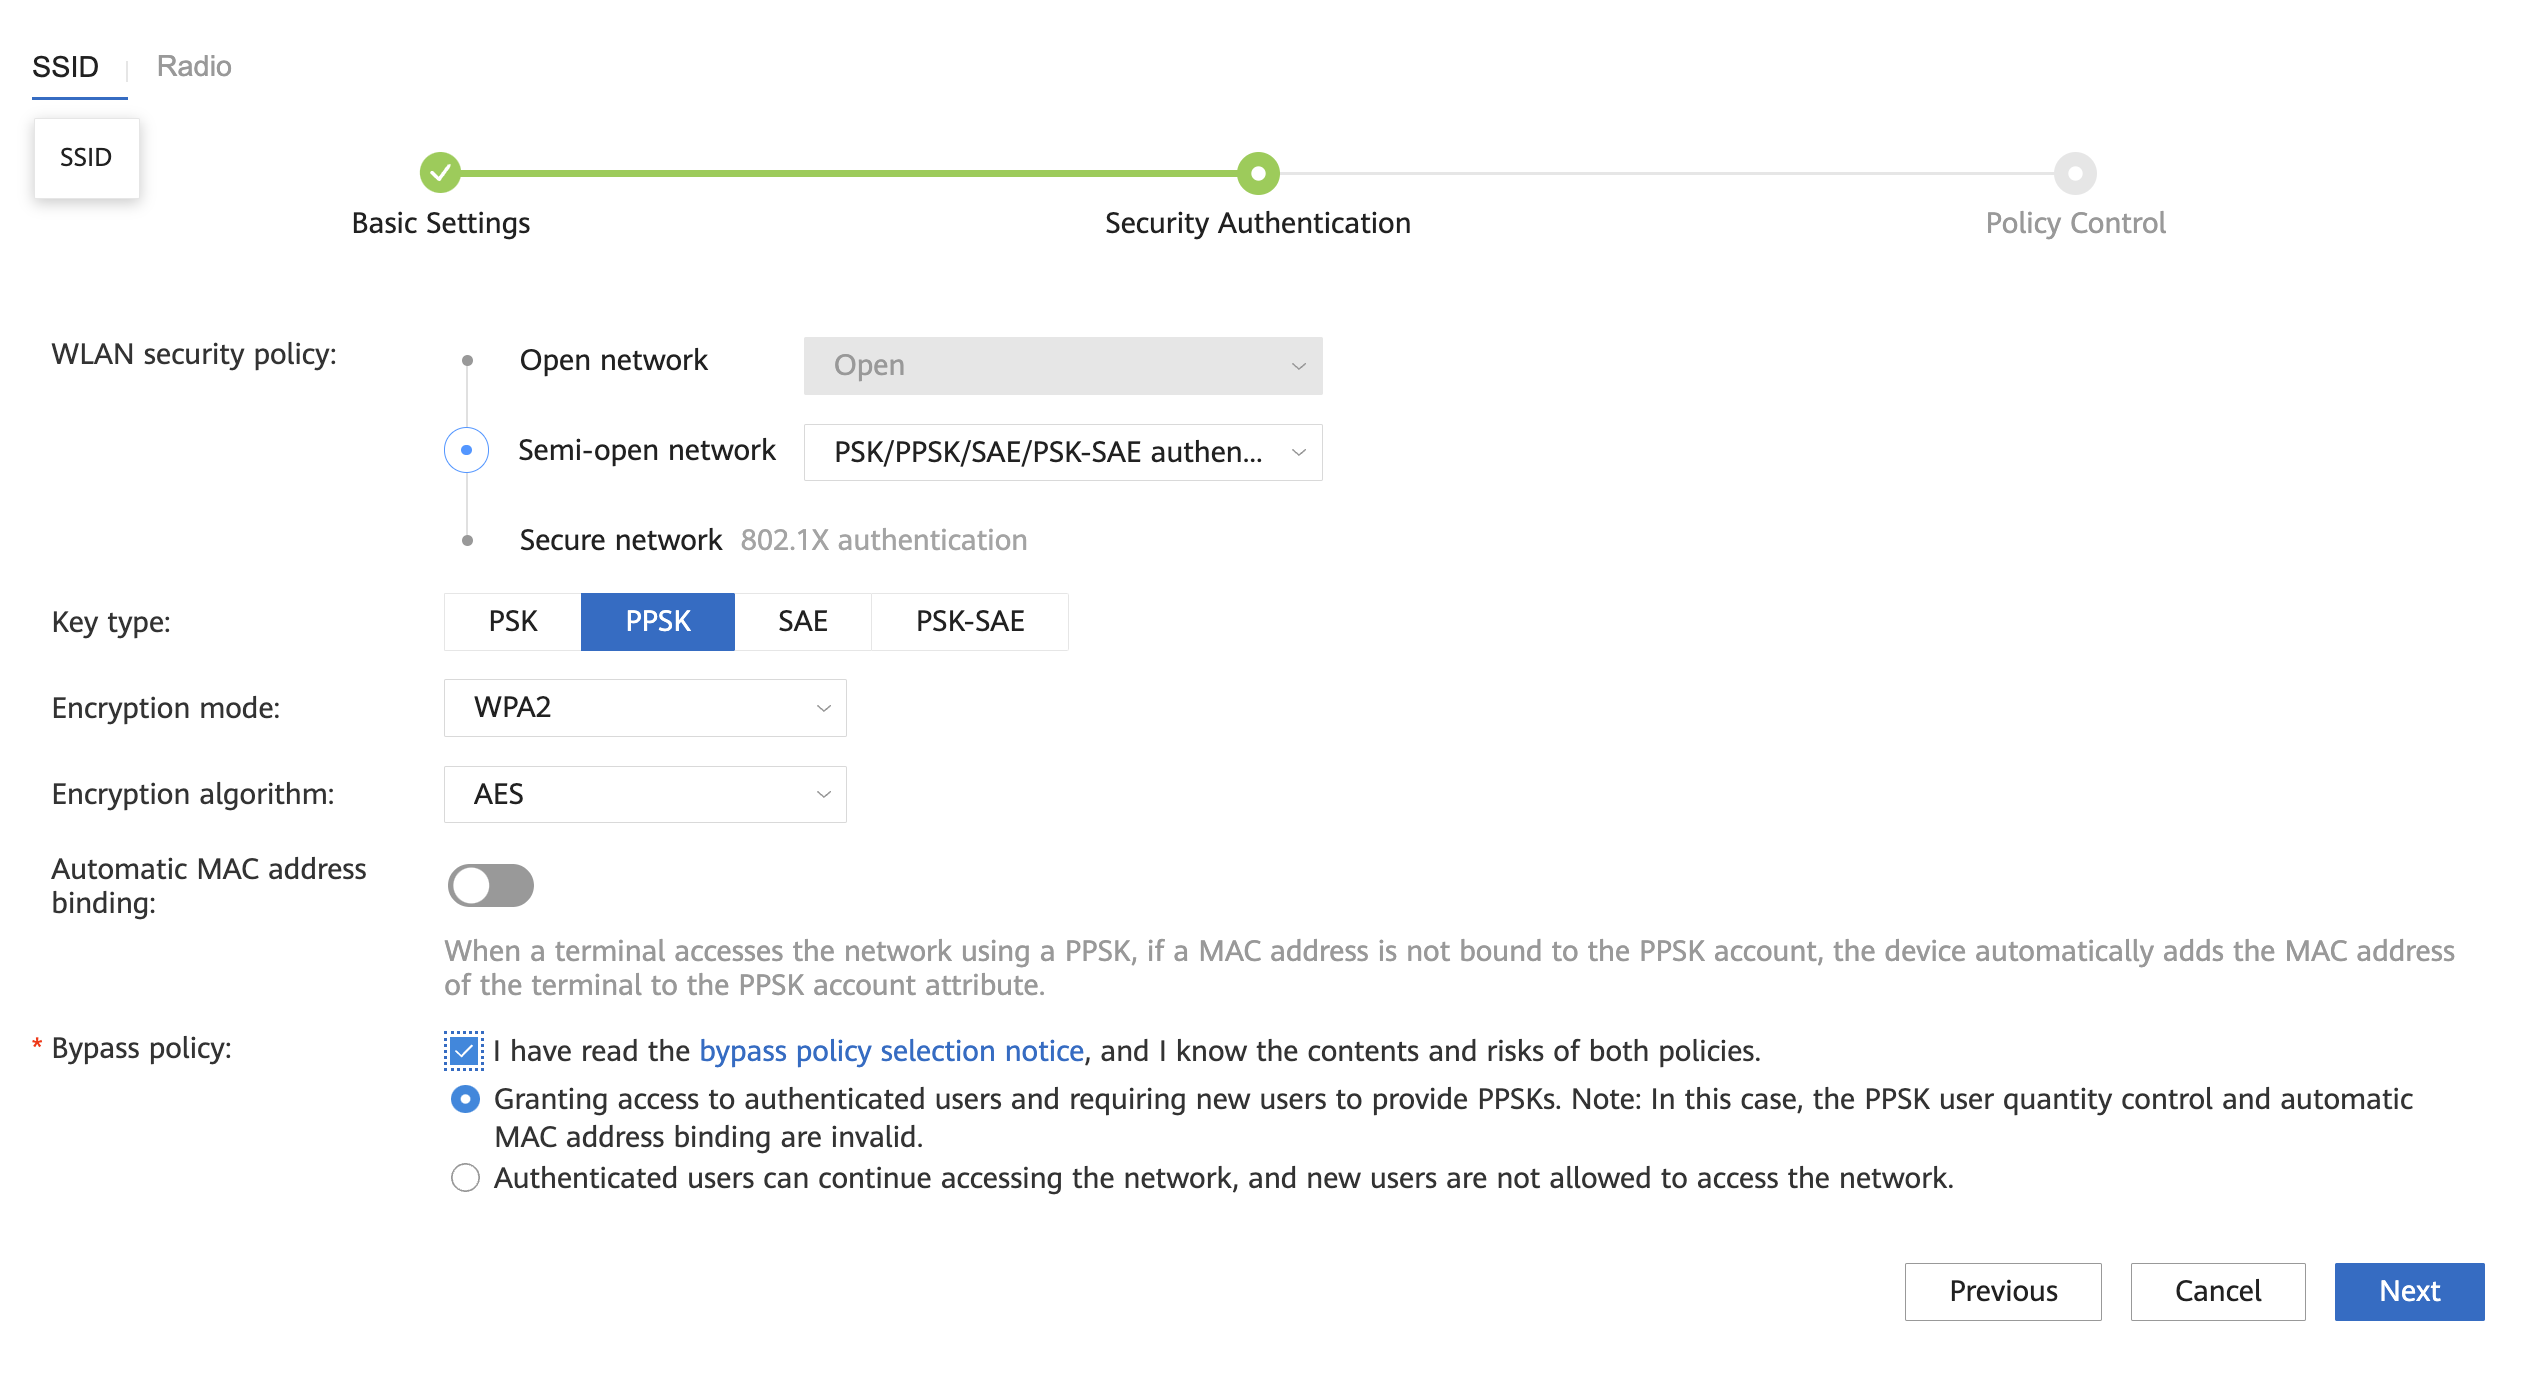 SSID
Radio
SSID
Basic Settings
Security Authentication
Policy Control
WLAN security policy:
Open network
Open
Semi-open network
PSK/PPSK/SAE/PSK-SAE authen...
Secure network 802.1X authentication
Key type:
PSK
PPSK
SAE
PSK-SAE
Encryption mode:
WPA2
Encryption algorithm:
AES
Automatic MAC address
binding:
When a terminal accesses the network using a PPSK, if a MAC address is not bound to the PPSK account, the device automatically adds the MAC address
of the terminal to the PPSK account attribute.
* Bypass policy:
I have read the bypass policy selection notice, and I know the contents and risks of both policies.
Granting access to authenticated users and requiring new users to provide PPSKs. Note: In this case, the PPSK user quantity control and automatic
MAC address binding are invalid.
Authenticated users can continue accessing the network, and new users are not allowed to access the network.
Previous
Cancel
Next